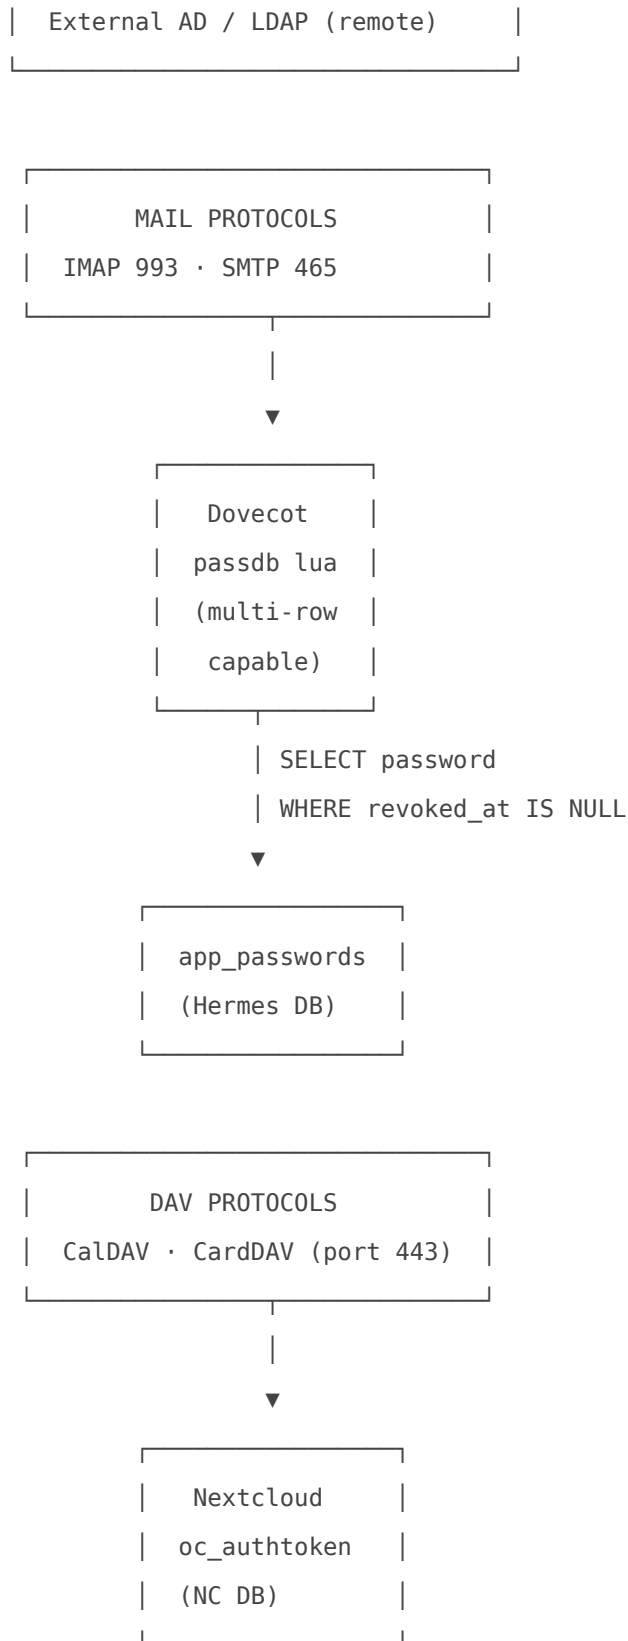 External AD / LDAP (remote)
MAIL PROTOCOLS
IMAP 993 · SMTP 465
▼
Dovecot
passdb lua
(multi-row
capable)
SELECT password
WHERE revoked_at IS NULL
▼
app_passwords
(Hermes DB)
DAV PROTOCOLS
CalDAV · CardDAV (port 443)
▼
Nextcloud
oc_authtoken
(NC DB)